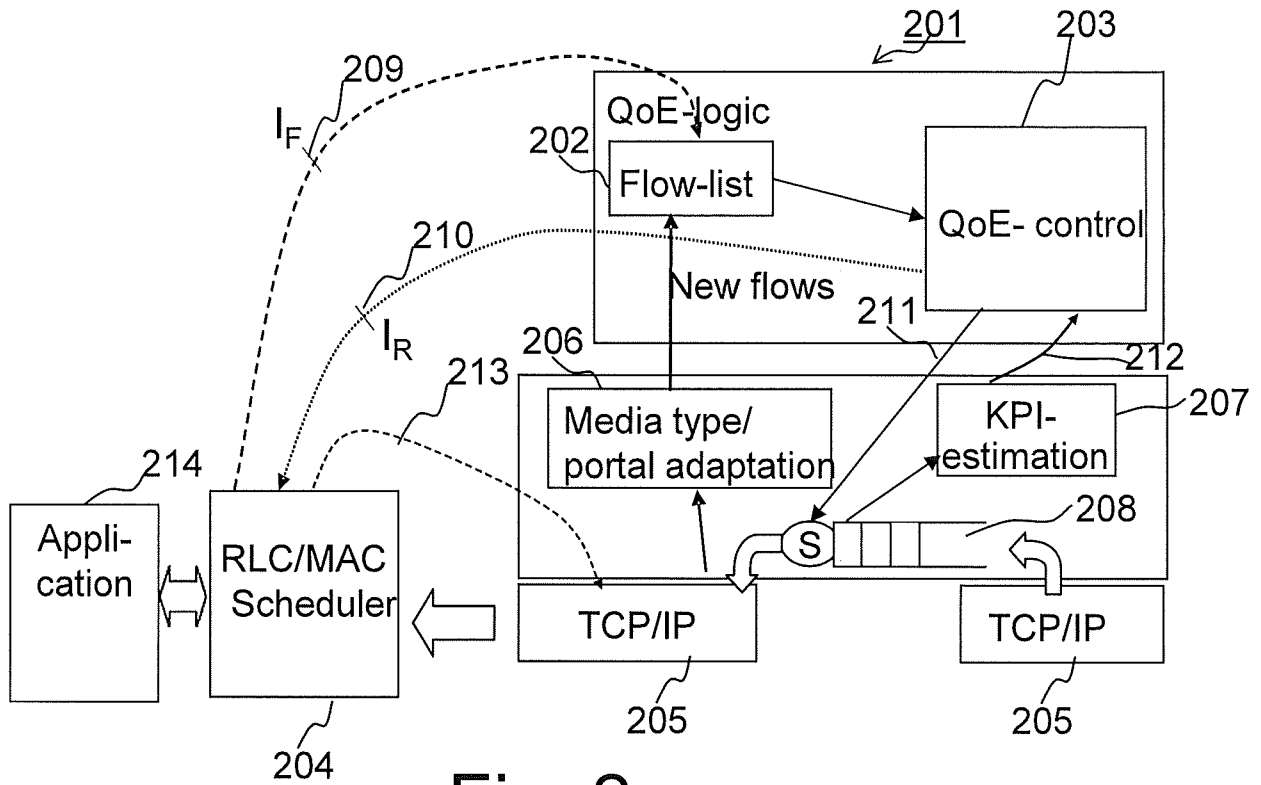 201
203
209
I_F
QoE-logic
202
Flow-list
QoE- control
210
New flows
I_R
211
206
212
213
Media type/
portal adaptation
KPI-
estimation
207
214
208
S
Appli-
cation
RLC/MAC
Scheduler
TCP/IP
TCP/IP
205
205
204